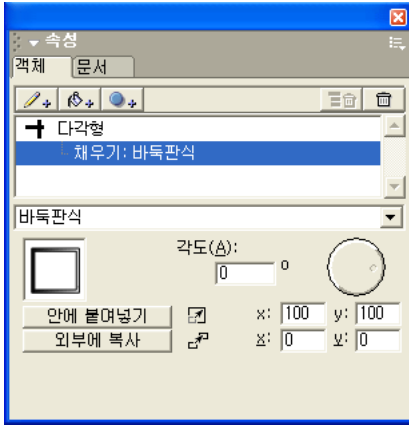 속성
객체 문서
다각형
채우기: 바둑판식
바둑판식
각도(A):
0 °
안에 붙여넣기 x: 100 y: 100
외부에 복사 x: 0 y: 0